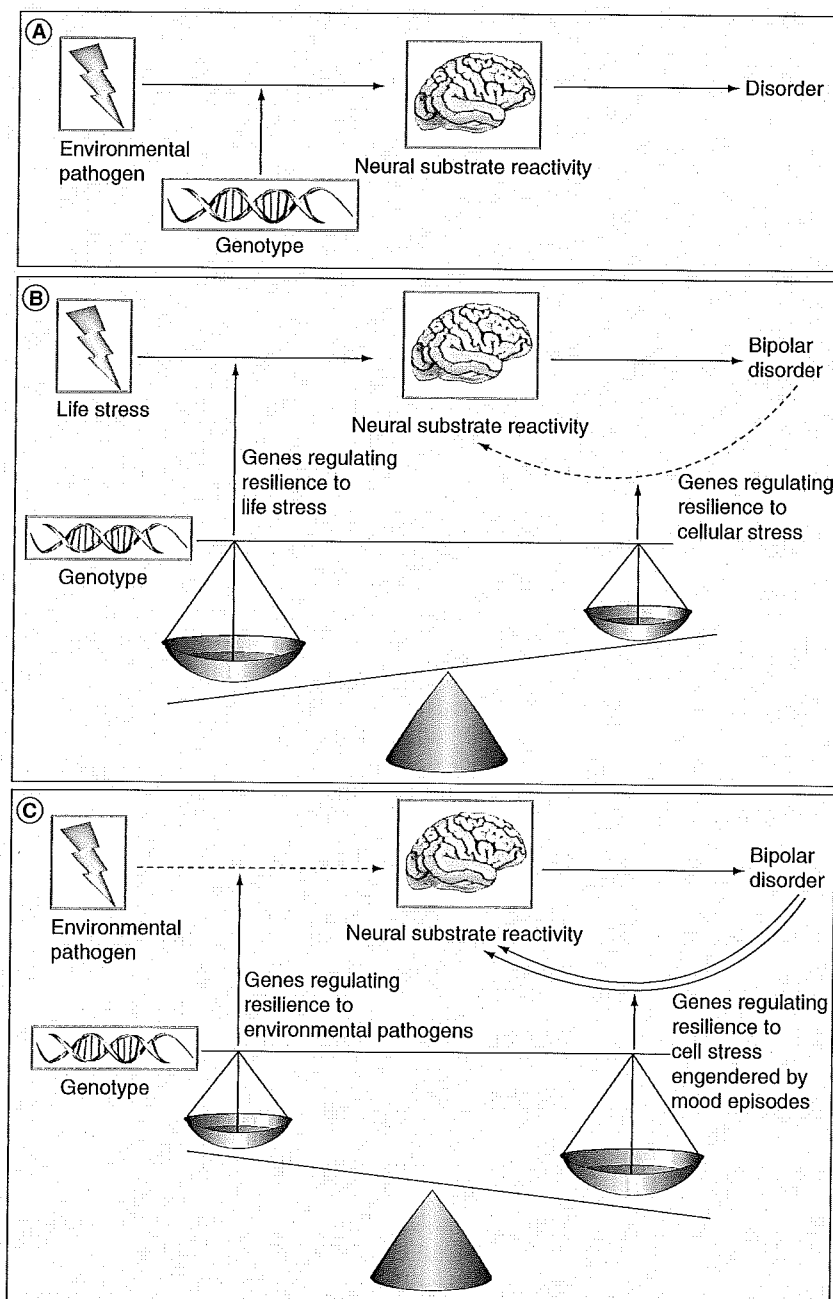 A
Environmental
pathogen
Genotype
Neural substrate reactivity
Disorder
B
Life stress
Neural substrate reactivity
Bipolar
disorder
Genes regulating
resilience to
life stress
Genes regulating
resilience to
cellular stress
Genotype
C
Environmental
pathogen
Neural substrate reactivity
Bipolar
disorder
Genes regulating
resilience to
environmental pathogens
Genes regulating
resilience to
cell stress
engendered by
mood episodes
Genotype